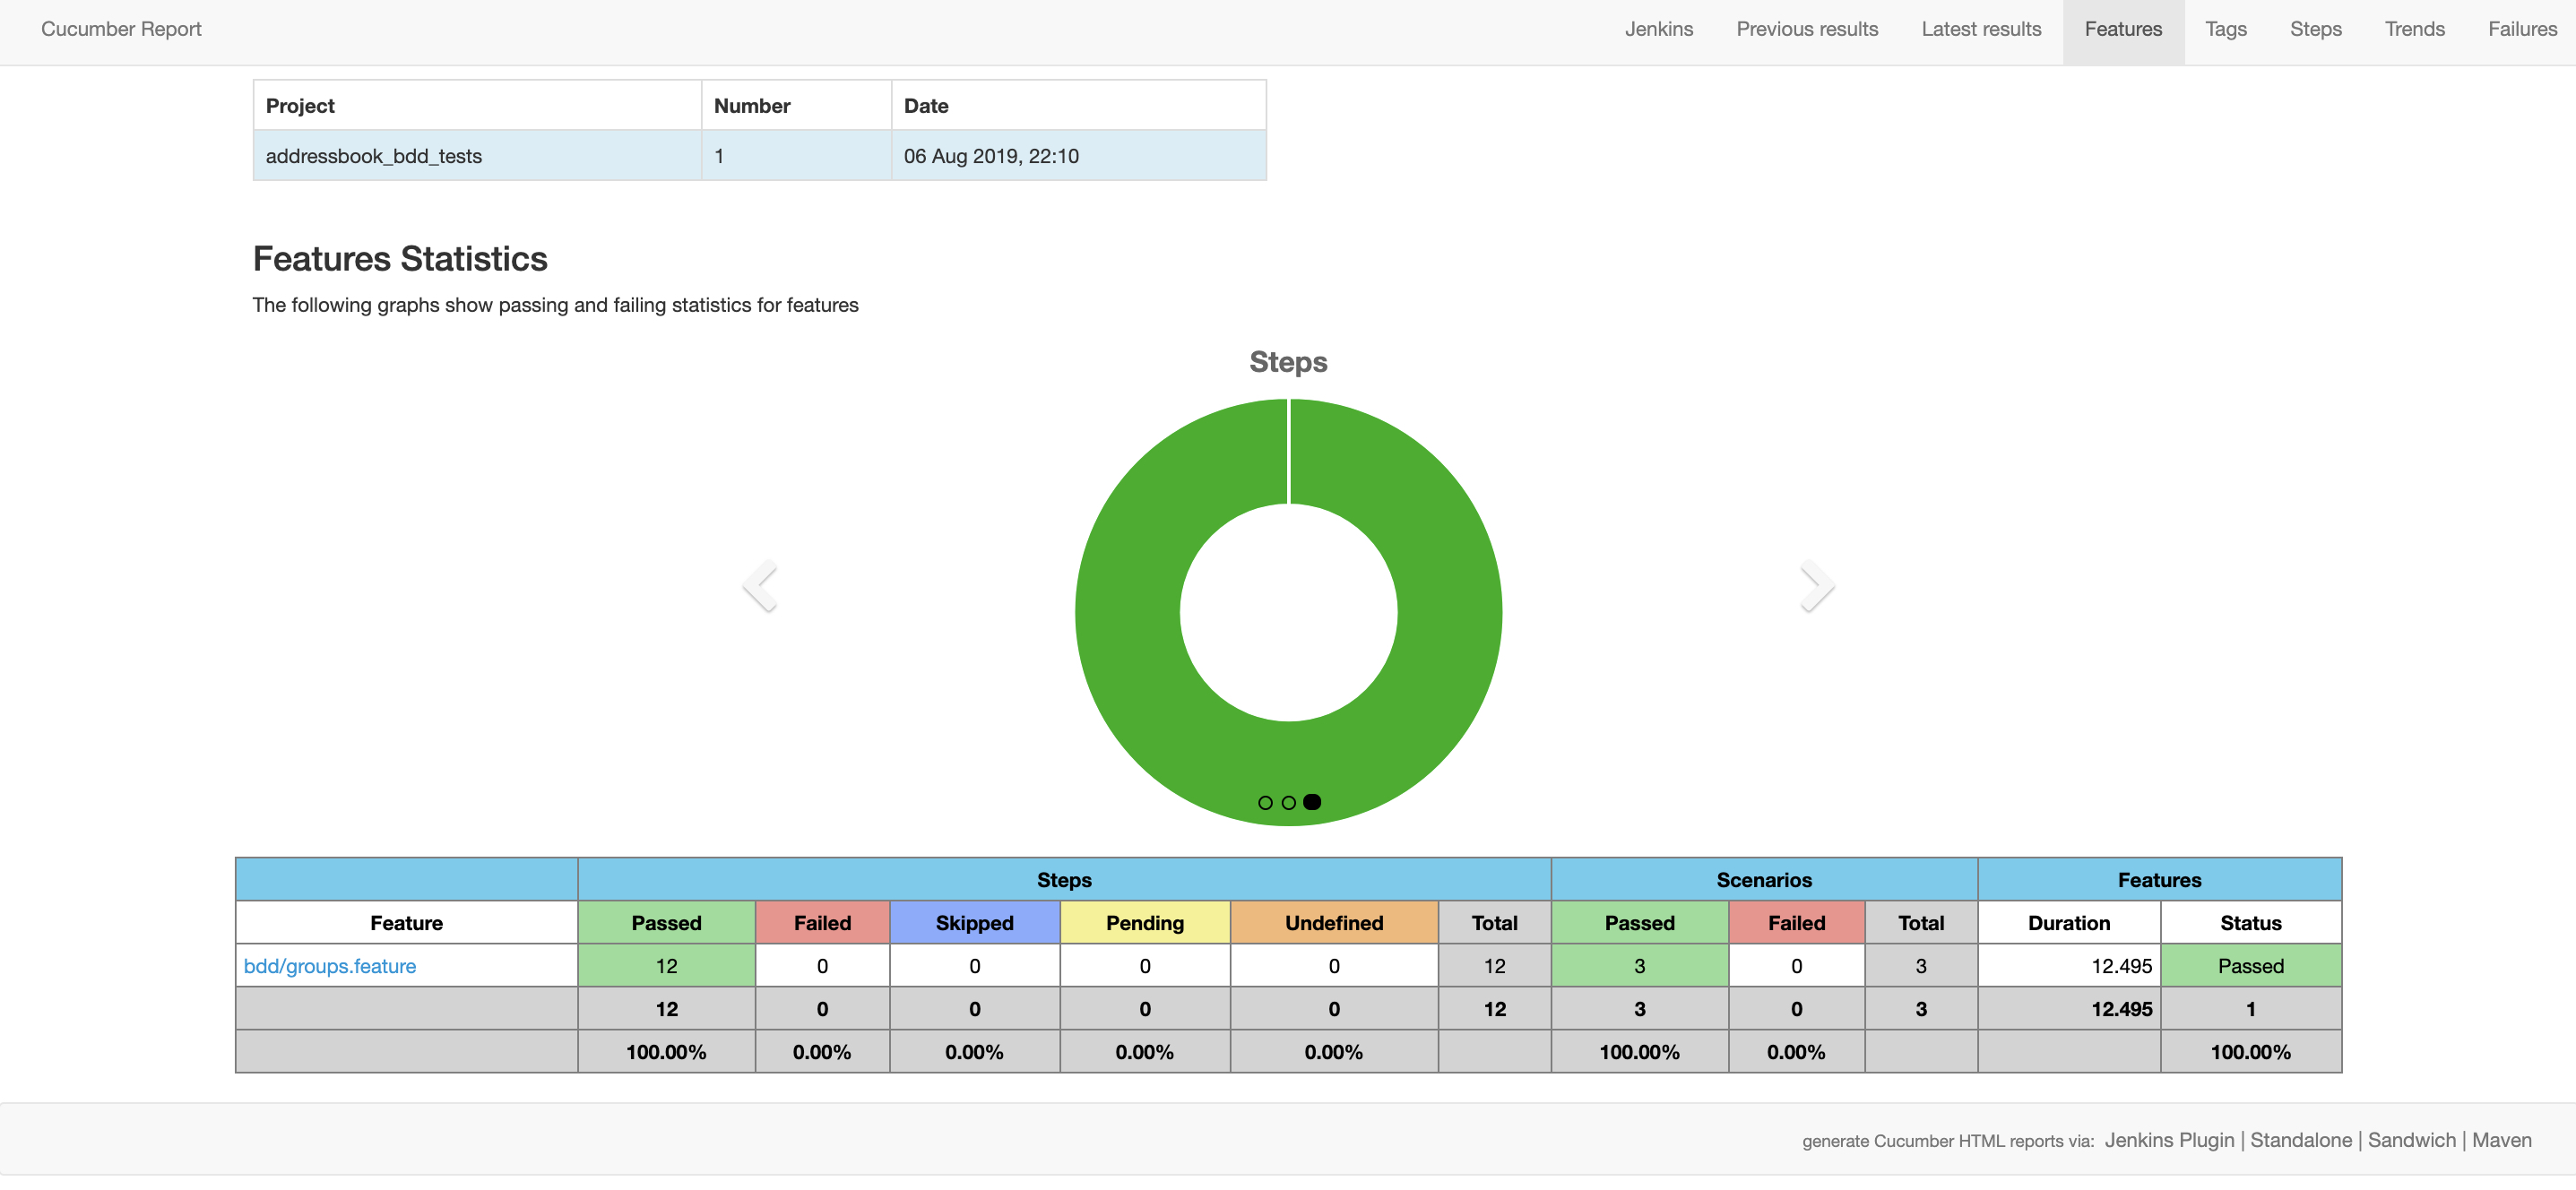 Cucumber Report Jenkins Previous results Latest results Features Tags Steps Trends Failures
Project Number Date
addressbook_bdd_tests 1 06 Aug 2019, 22:10
Features Statistics
The following graphs show passing and failing statistics for features
Steps
Steps Scenarios Features
Feature Passed Failed Skipped Pending Undefined Total Passed Failed Total Duration Status
bdd/groups.feature 12 0 0 0 0 12 3 0 3 12.495 Passed
12 0 0 0 0 12 3 0 3 12.495 1
100.00% 0.00% 0.00% 0.00% 0.00% 100.00% 0.00% 100.00%
generate Cucumber HTML reports via: Jenkins Plugin | Standalone | Sandwich | Maven